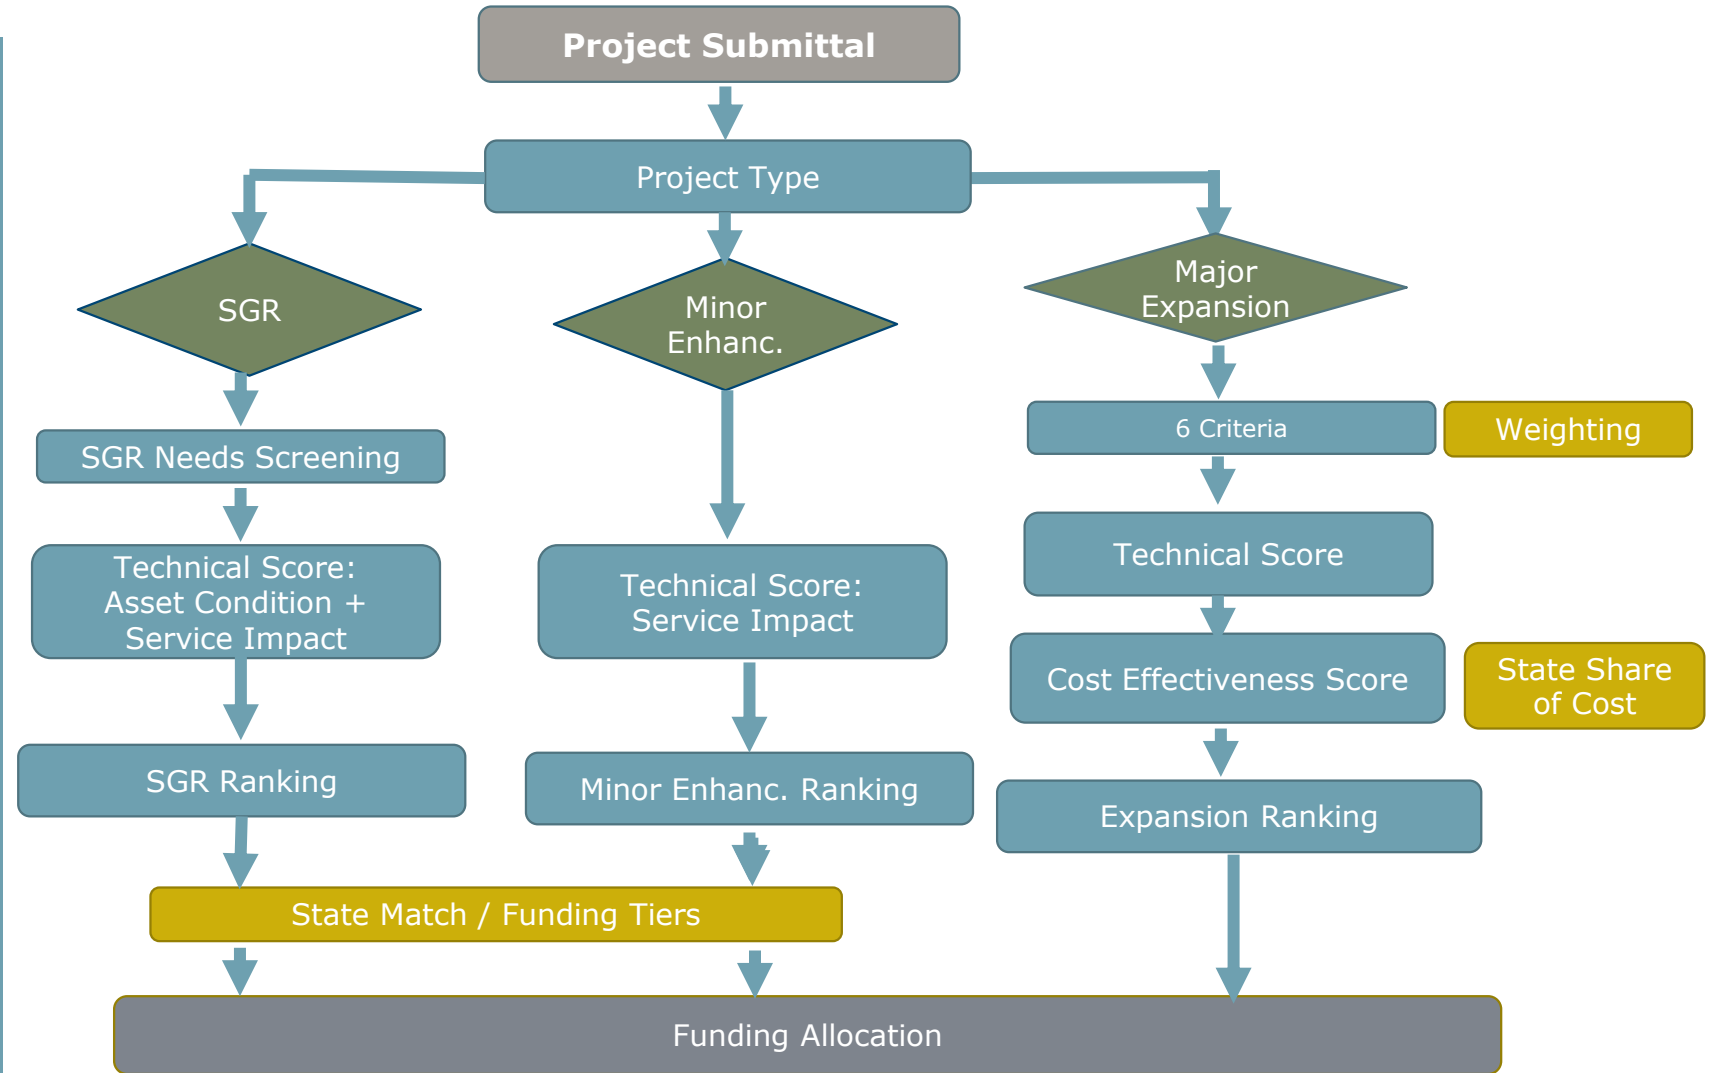 Project Submittal
Project Type
SGR
Minor
Enhanc.
Major
Expansion
SGR Needs Screening
6 Criteria
Weighting
Technical Score:
Asset Condition +
Service Impact
Technical Score:
Service Impact
Technical Score
Cost Effectiveness Score
State Share
of Cost
SGR Ranking
Minor Enhanc. Ranking
Expansion Ranking
State Match / Funding Tiers
Funding Allocation